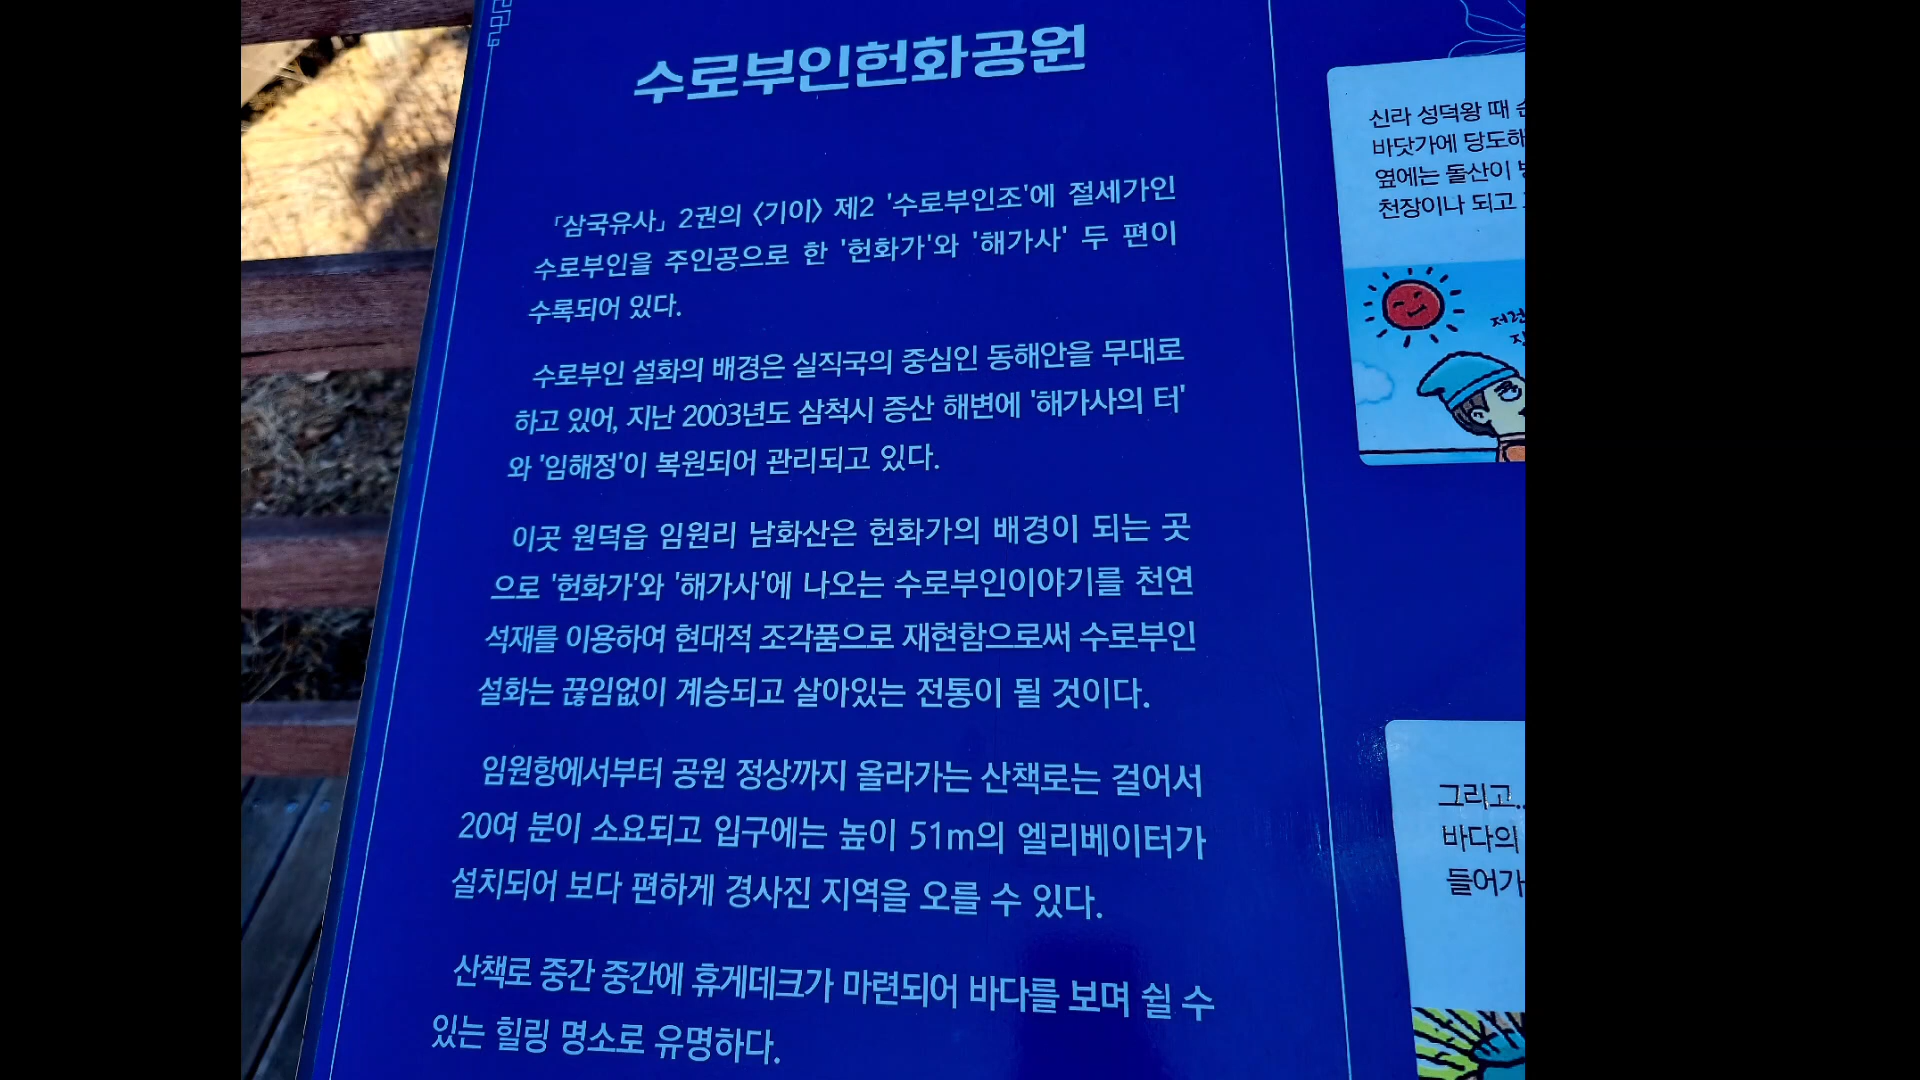 수로부인헌화공원
「삼국유사」 2권의 〈기이〉 제2 '수로부인조'에 절세가인
수로부인을 주인공으로 한 '헌화가'와 '해가사' 두 편이
수록되어 있다.
수로부인 설화의 배경은 실직국의 중심인 동해안을 무대로
하고 있어, 지난 2003년도 삼척시 증산 해변에 '해가사의 터'
와 '임해정'이 복원되어 관리되고 있다.
이곳 원덕읍 임원리 남화산은 헌화가의 배경이 되는 곳
으로 '헌화가'와 '해가사'에 나오는 수로부인이야기를 천연
석재를 이용하여 현대적 조각품으로 재현함으로써 수로부인
설화는 끊임없이 계승되고 살아있는 전통이 될 것이다.
임원항에서부터 공원 정상까지 올라가는 산책로는 걸어서
20여 분이 소요되고 입구에는 높이 51m의 엘리베이터가
설치되어 보다 편하게 경사진 지역을 오를 수 있다.
산책로 중간 중간에 휴게데크가 마련되어 바다를 보며 쉴 수
있는 힐링 명소로 유명하다.
신라 성덕왕 때
바닷가에 당도해
옆에는 돌산이
천장이나 되고
그리고..
바다의
들어가